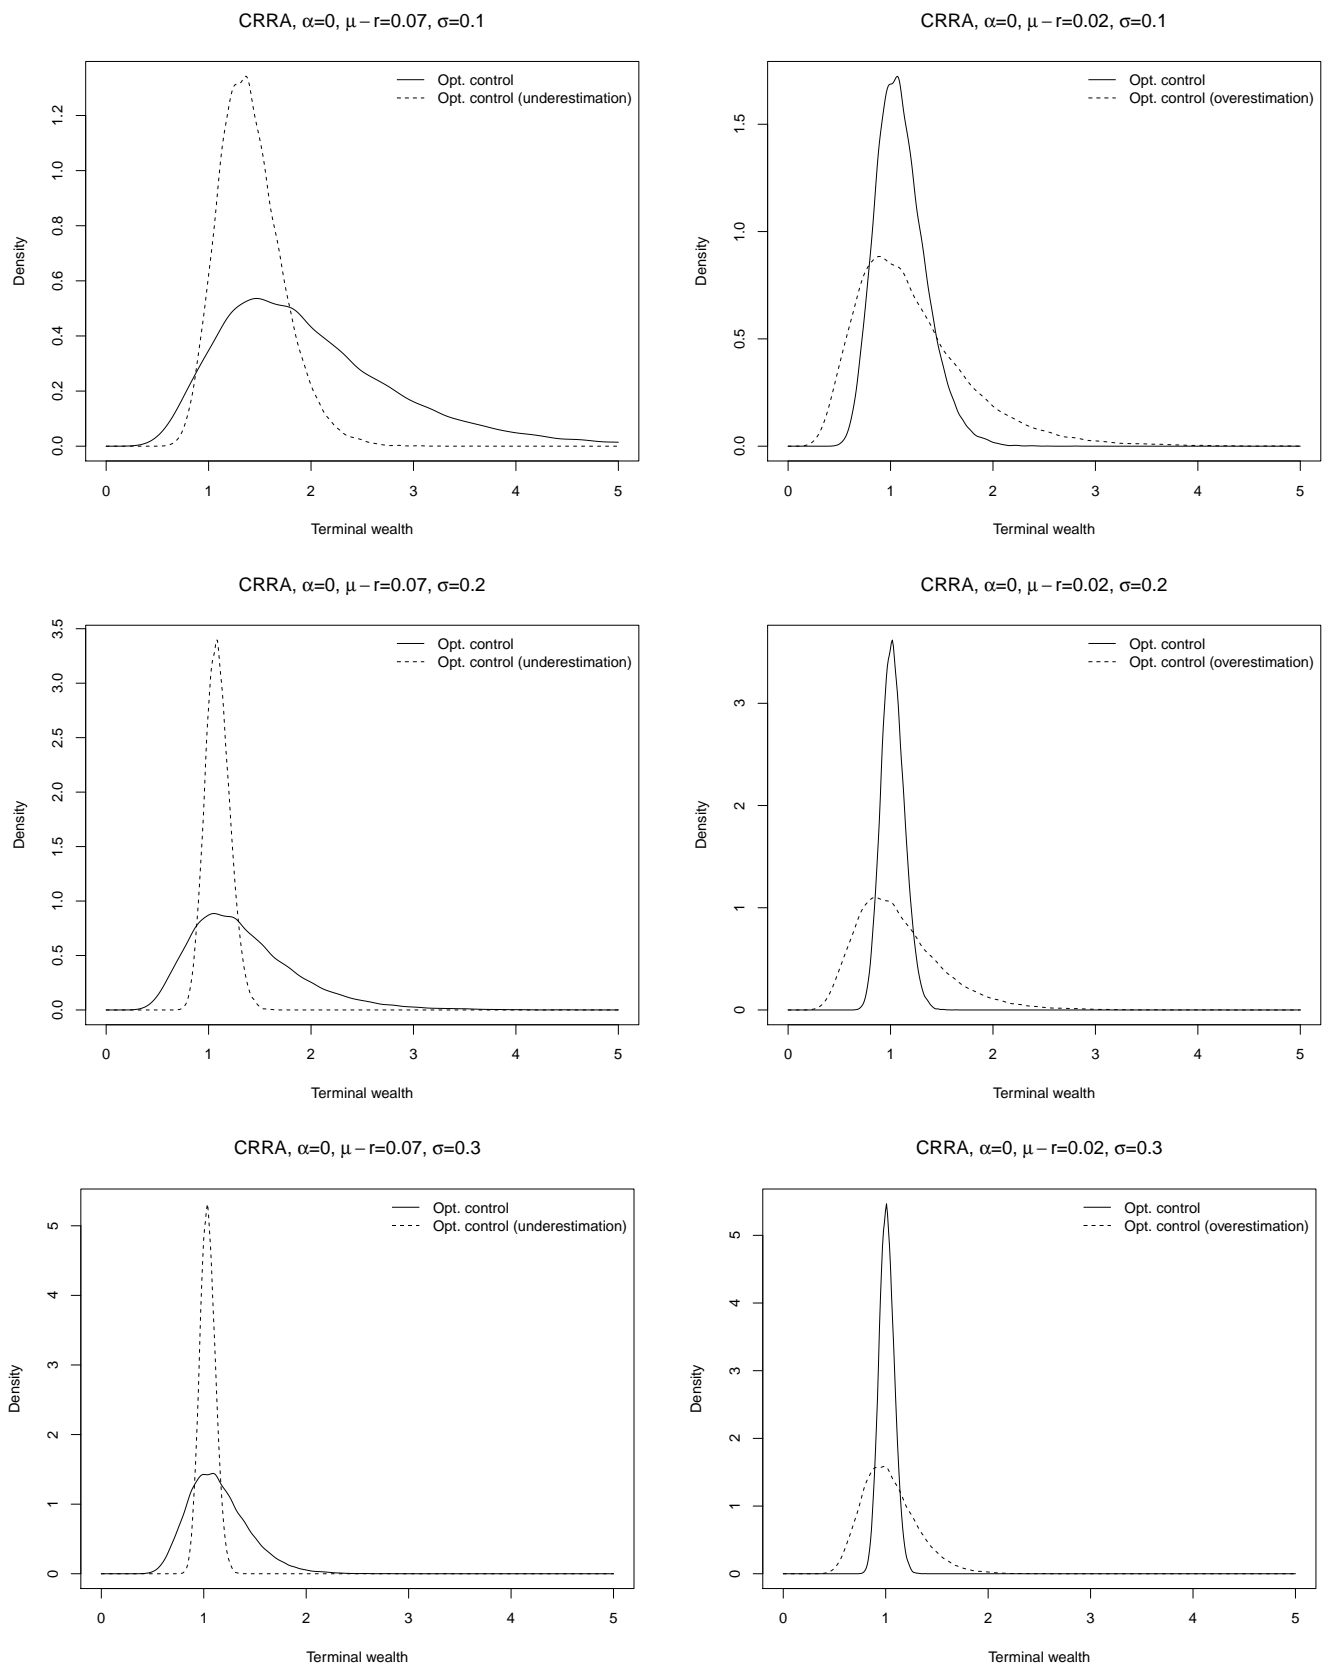 CRRA, α=0, μ − r=0.07, σ=0.1
Opt. control
Opt. control (underestimation)
Density
0.0 0.2 0.4 0.6 0.8 1.0 1.2
0 1 2 3 4 5
Terminal wealth
CRRA, α=0, μ − r=0.02, σ=0.1
Opt. control
Opt. control (overestimation)
Density
0.0 0.5 1.0 1.5
0 1 2 3 4 5
Terminal wealth
CRRA, α=0, μ − r=0.07, σ=0.2
Opt. control
Opt. control (underestimation)
Density
0.0 0.5 1.0 1.5 2.0 2.5 3.0 3.5
0 1 2 3 4 5
Terminal wealth
CRRA, α=0, μ − r=0.02, σ=0.2
Opt. control
Opt. control (overestimation)
Density
0 1 2 3
0 1 2 3 4 5
Terminal wealth
CRRA, α=0, μ − r=0.07, σ=0.3
Opt. control
Opt. control (underestimation)
Density
0 1 2 3 4 5
0 1 2 3 4 5
Terminal wealth
CRRA, α=0, μ − r=0.02, σ=0.3
Opt. control
Opt. control (overestimation)
Density
0 1 2 3 4 5
0 1 2 3 4 5
Terminal wealth